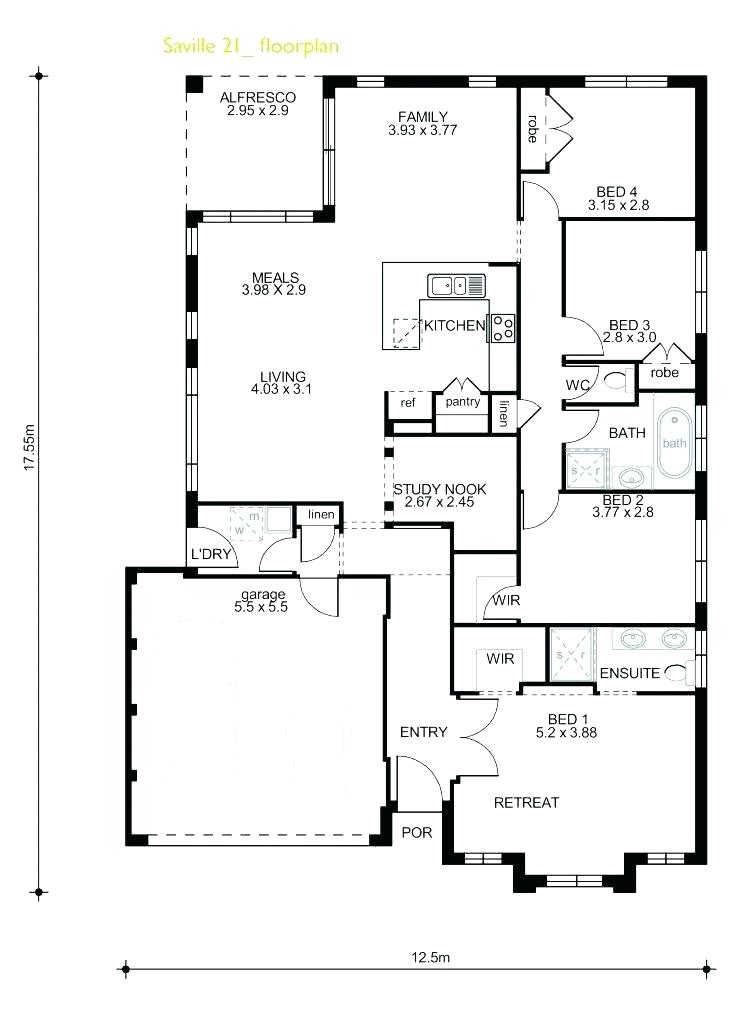 Saville 21_ floorplan
ALFRESCO
2.95 x 2.9
FAMILY
3.93 x 3.77
robe
BED 4
3.15 x 2.8
MEALS
3.98 X 2.9
KITCHEN
BED 3
2.8 x 3.0
robe
LIVING
4.03 x 3.1
WC
ref
pantry
linen
BATH
bath
17.55m
s r
STUDY NOOK
2.67 x 2.45
BED 2
3.77 x 2.8
linen
m
w
L'DRY
garage
5.5 x 5.5
WIR
WIR
s r
ENSUITE
BED 1
5.2 x 3.88
ENTRY
RETREAT
POR
12.5m